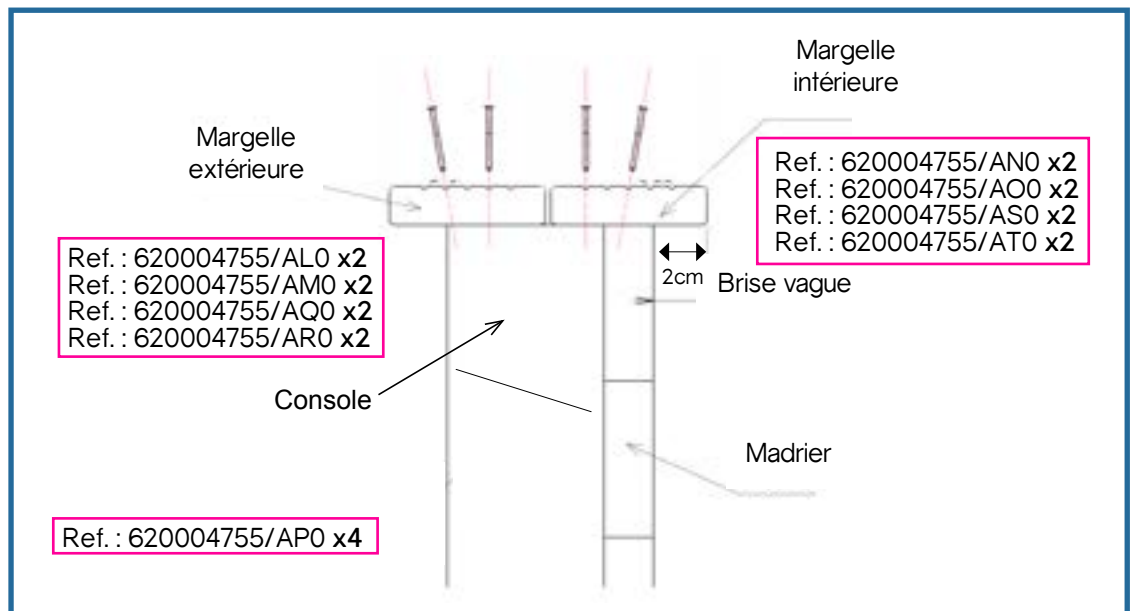 Margelle
intérieure
Margelle
extérieure
Ref. : 620004755/AN0 x2
Ref. : 620004755/AO0 x2
Ref. : 620004755/AS0 x2
Ref. : 620004755/AT0 x2
Ref. : 620004755/AL0 x2
Ref. : 620004755/AM0 x2
Ref. : 620004755/AQ0 x2
Ref. : 620004755/AR0 x2
2cm
Brise vague
Console
Madrier
Ref. : 620004755/AP0 x4